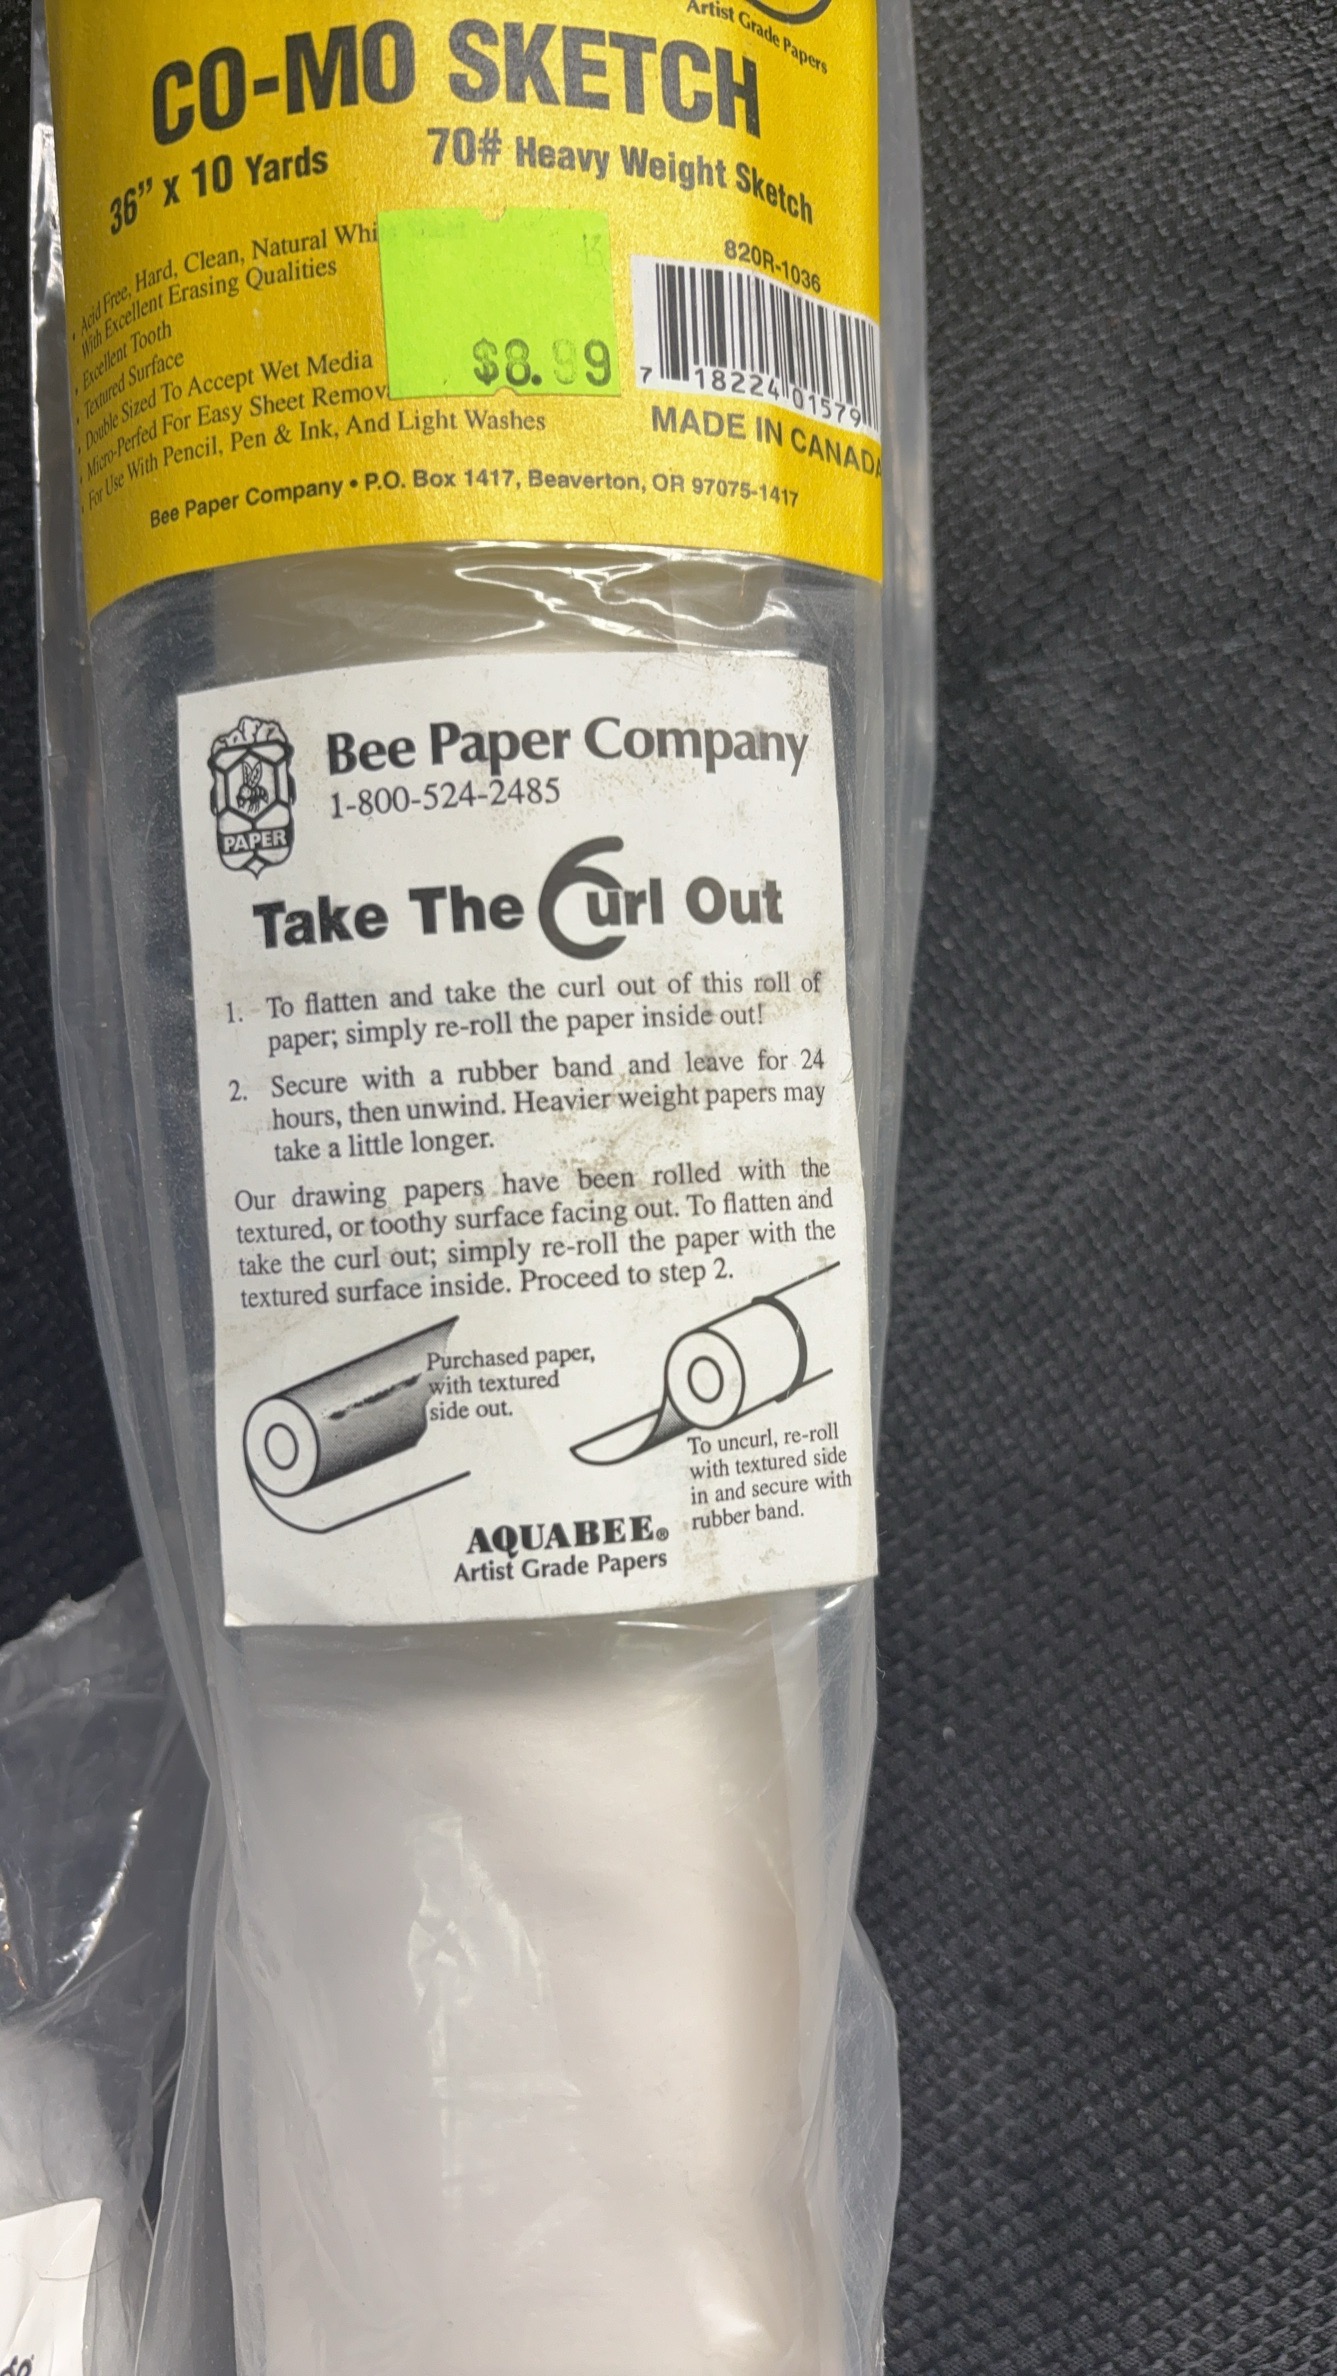 Artist Grade Papers
CO-MO SKETCH
36" x 10 Yards
70# Heavy Weight Sketch
• Acid Free, Hard, Clean, Natural Whi
With Excellent Erasing Qualities
• Excellent Tooth
• Textured Surface
• Double Sized To Accept Wet Media
• Micro-Perfed For Easy Sheet Remov
• For Use With Pencil, Pen & Ink, And Light Washes
$8.99
820R-1036
7 18224 01579
MADE IN CANADA
Bee Paper Company • P.O. Box 1417, Beaverton, OR 97075-1417
PAPER
Bee Paper Company
1-800-524-2485
Take The Curl Out
1. To flatten and take the curl out of this roll of
paper; simply re-roll the paper inside out!
2. Secure with a rubber band and leave for 24
hours, then unwind. Heavier weight papers may
take a little longer.
Our drawing papers have been rolled with the
textured, or toothy surface facing out. To flatten and
take the curl out; simply re-roll the paper with the
textured surface inside. Proceed to step 2.
Purchased paper,
with textured
side out.
To uncurl, re-roll
with textured side
in and secure with
rubber band.
AQUABEE®
Artist Grade Papers